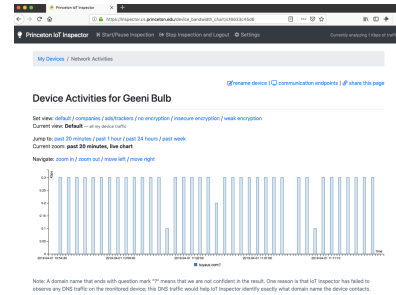 Princeton IoT Inspector
https://inspector.cs.princeton.edu/device_bandwidth_chart/
Princeton IoT Inspector
Start/Pause Inspection
Stop Inspection and Logout
Settings
Currently analyzing
My Devices / Network Activities
rename device | communication endpoints | share this page
Device Activities for Geeni Bulb
Set view: default / companies / ads/trackers / no encryption / insecure encryption / weak encryption
Current view: Default — all my device traffic
Jump to: past 20 minutes / past 1 hour / past 24 hours / past week
Current zoom: past 20 minutes, live chart
Navigate: zoom in / zoom out / move left / move right
Note: A domain name that ends with question mark "?" means that we are not confident in the result. One reason is that IoT Inspector has failed to
observe any DNS traffic on the monitored device; this DNS traffic would help IoT Inspector identify exactly what domain name the device contacts.